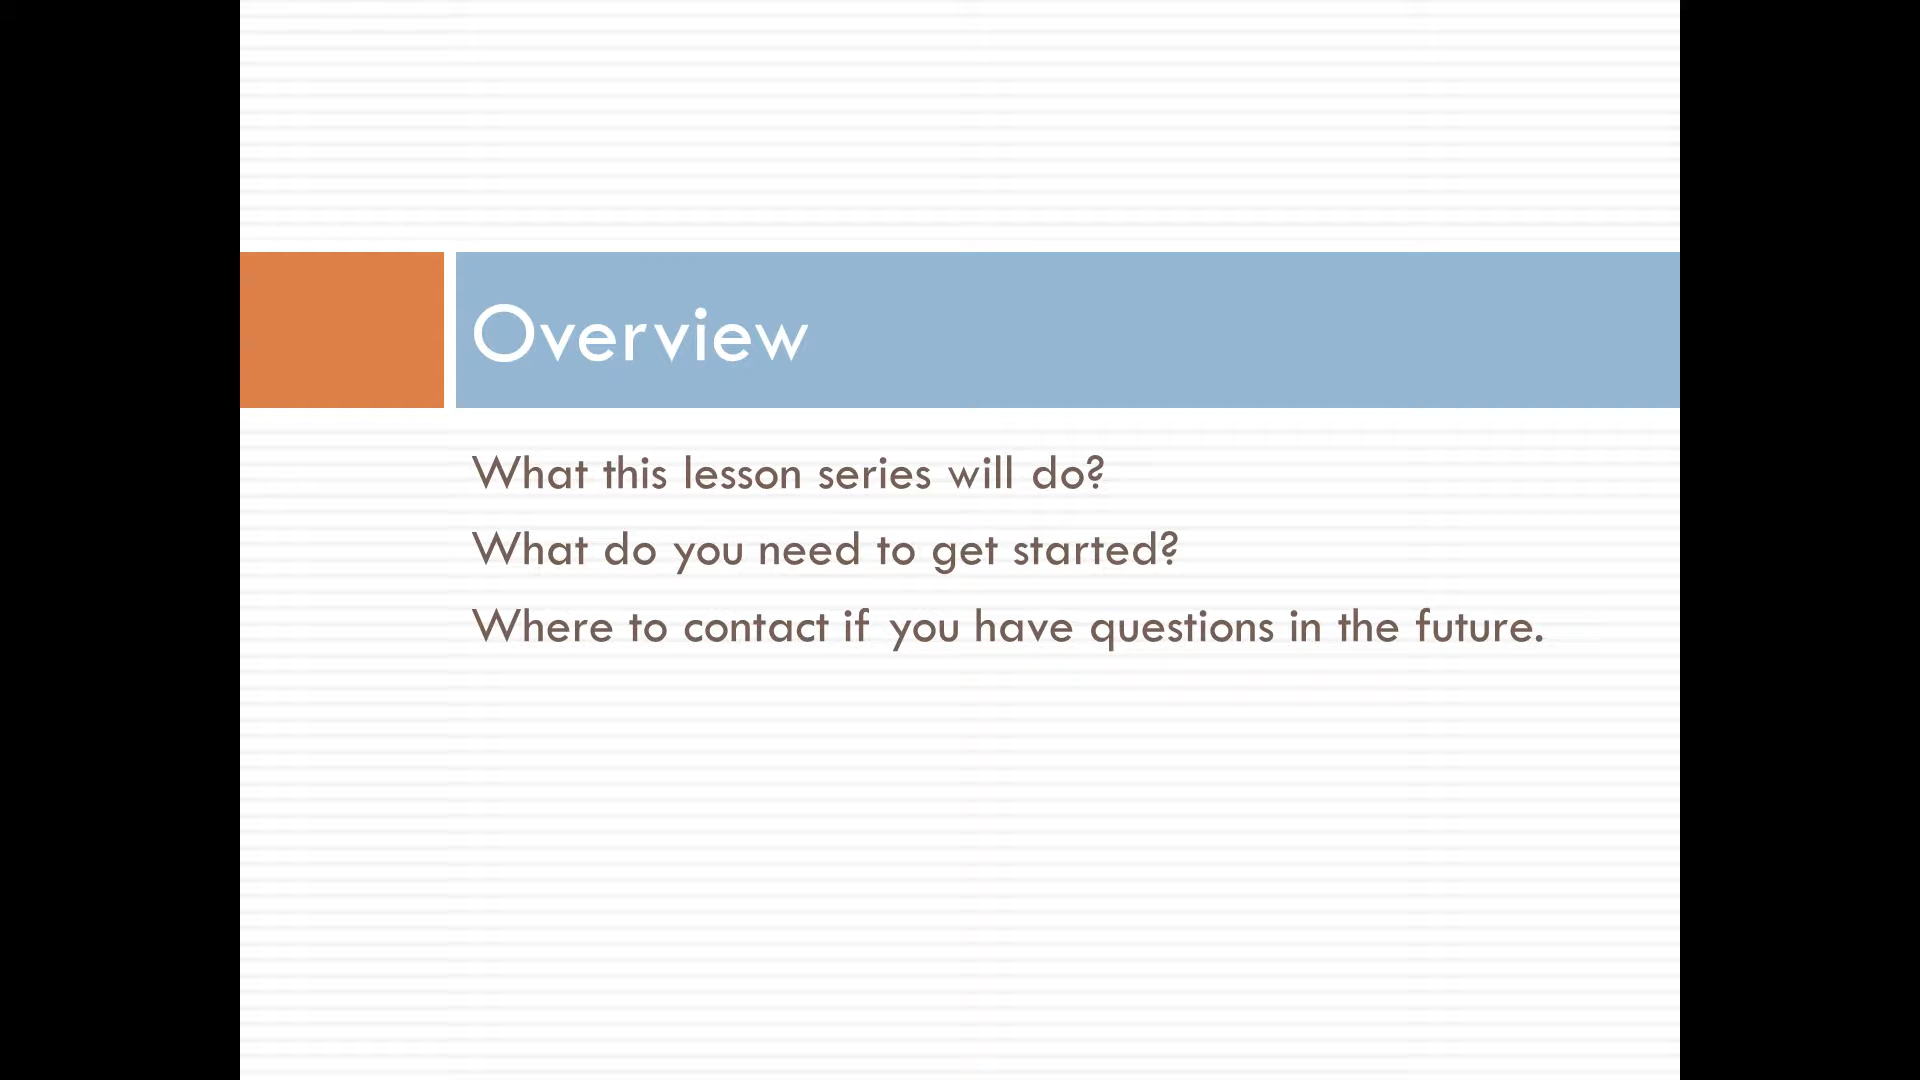 Overview
What this lesson series will do?
What do you need to get started?
Where to contact if you have questions in the future.